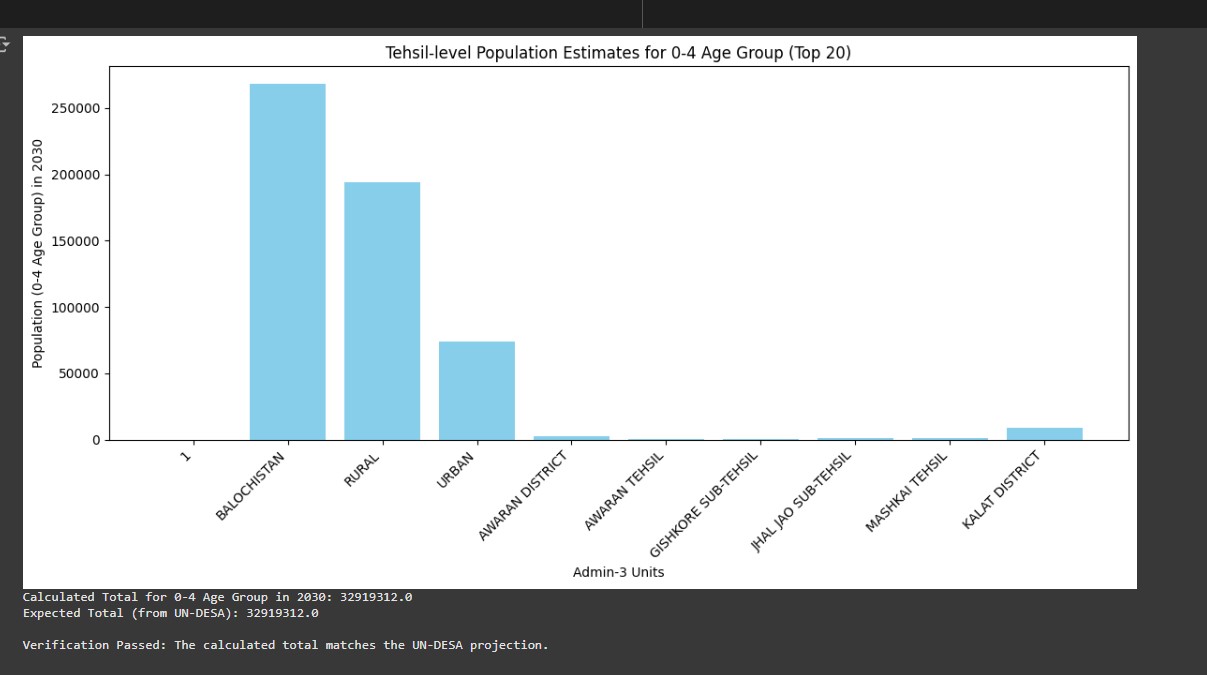 Tehsil-level Population Estimates for 0-4 Age Group (Top 20)
Population (0-4 Age Group) in 2030
250000
200000
150000
100000
50000
0
1
BALOCHISTAN
RURAL
URBAN
AWARAN DISTRICT
AWARAN TEHSIL
GISHKORE SUB-TEHSIL
JHAL JAO SUB-TEHSIL
MASHKAI TEHSIL
KALAT DISTRICT
Admin-3 Units
Calculated Total for 0-4 Age Group in 2030: 32919312.0
Expected Total (from UN-DESA): 32919312.0
Verification Passed: The calculated total matches the UN-DESA projection.